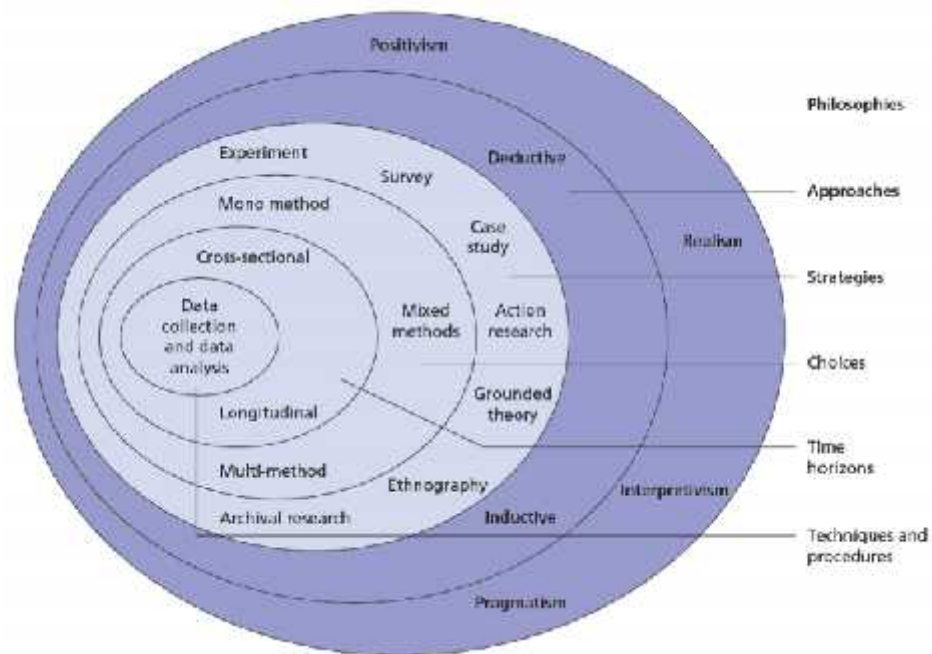 Positivism
Philosophies
Experiment
Deductive
Survey
Approaches
Mono method
Case
study
Realism
Cross-sectional
Strategies
Data
collection
and data
analysis
Mixed
methods
Action
research
Choices
Grounded
theory
Longitudinal
Time
horizons
Multi-method
Ethnography
Interpretivism
Archival research
Inductive
Techniques and
procedures
Pragmatism